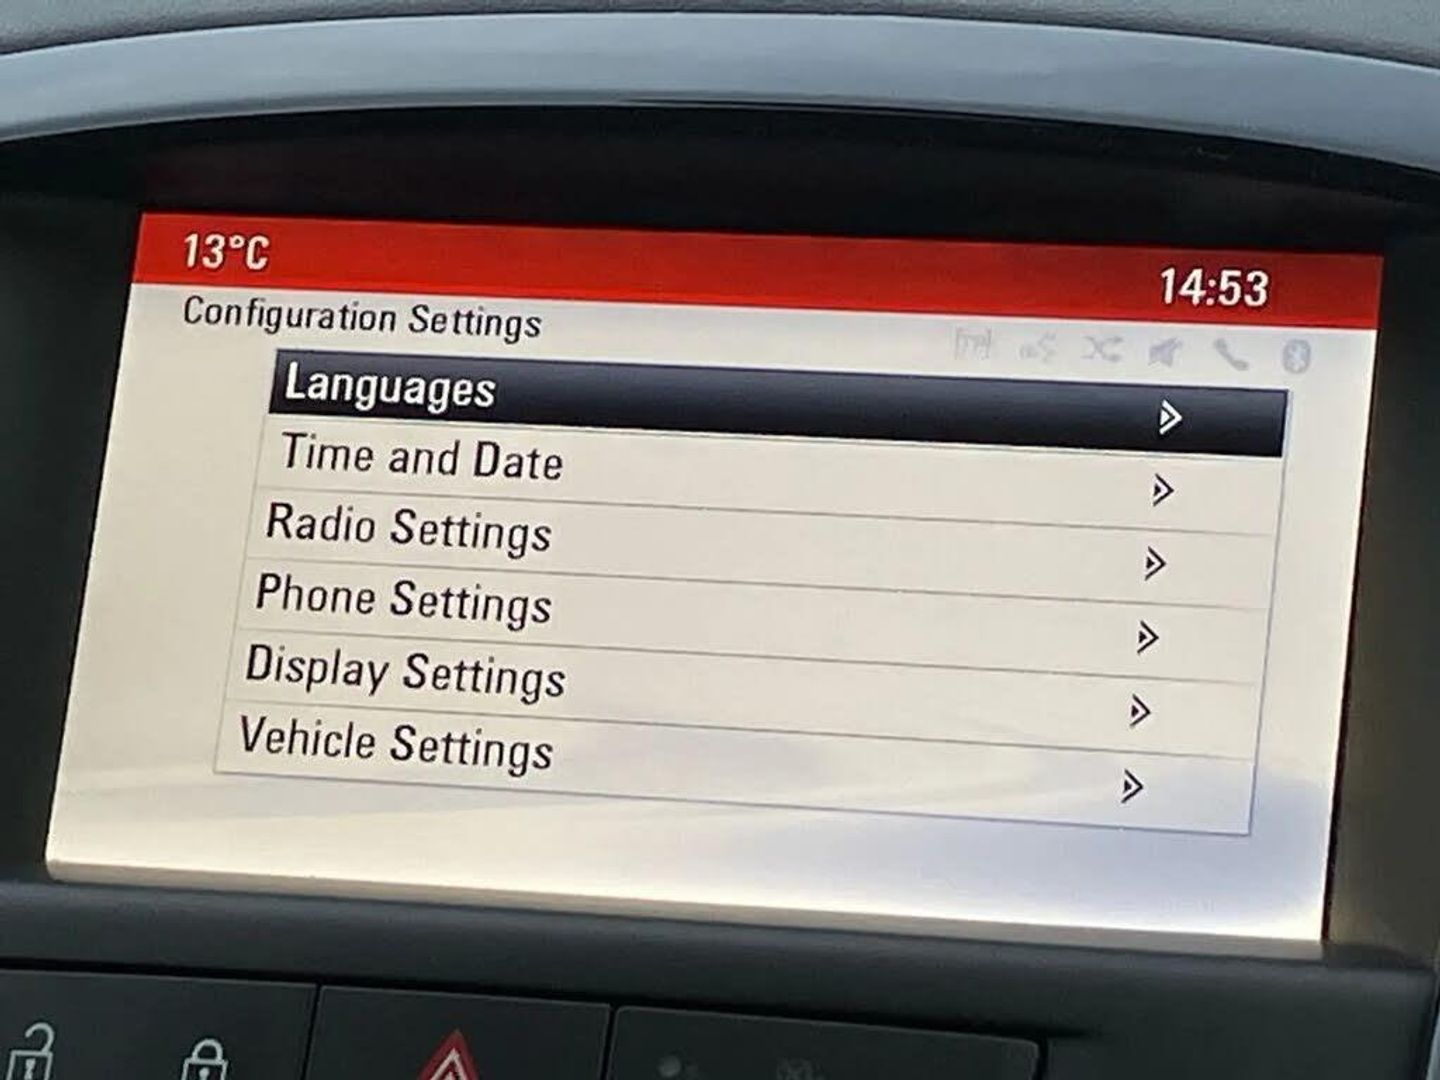 13°C
14:53
Configuration Settings
Languages
Time and Date
Radio Settings
Phone Settings
Display Settings
Vehicle Settings